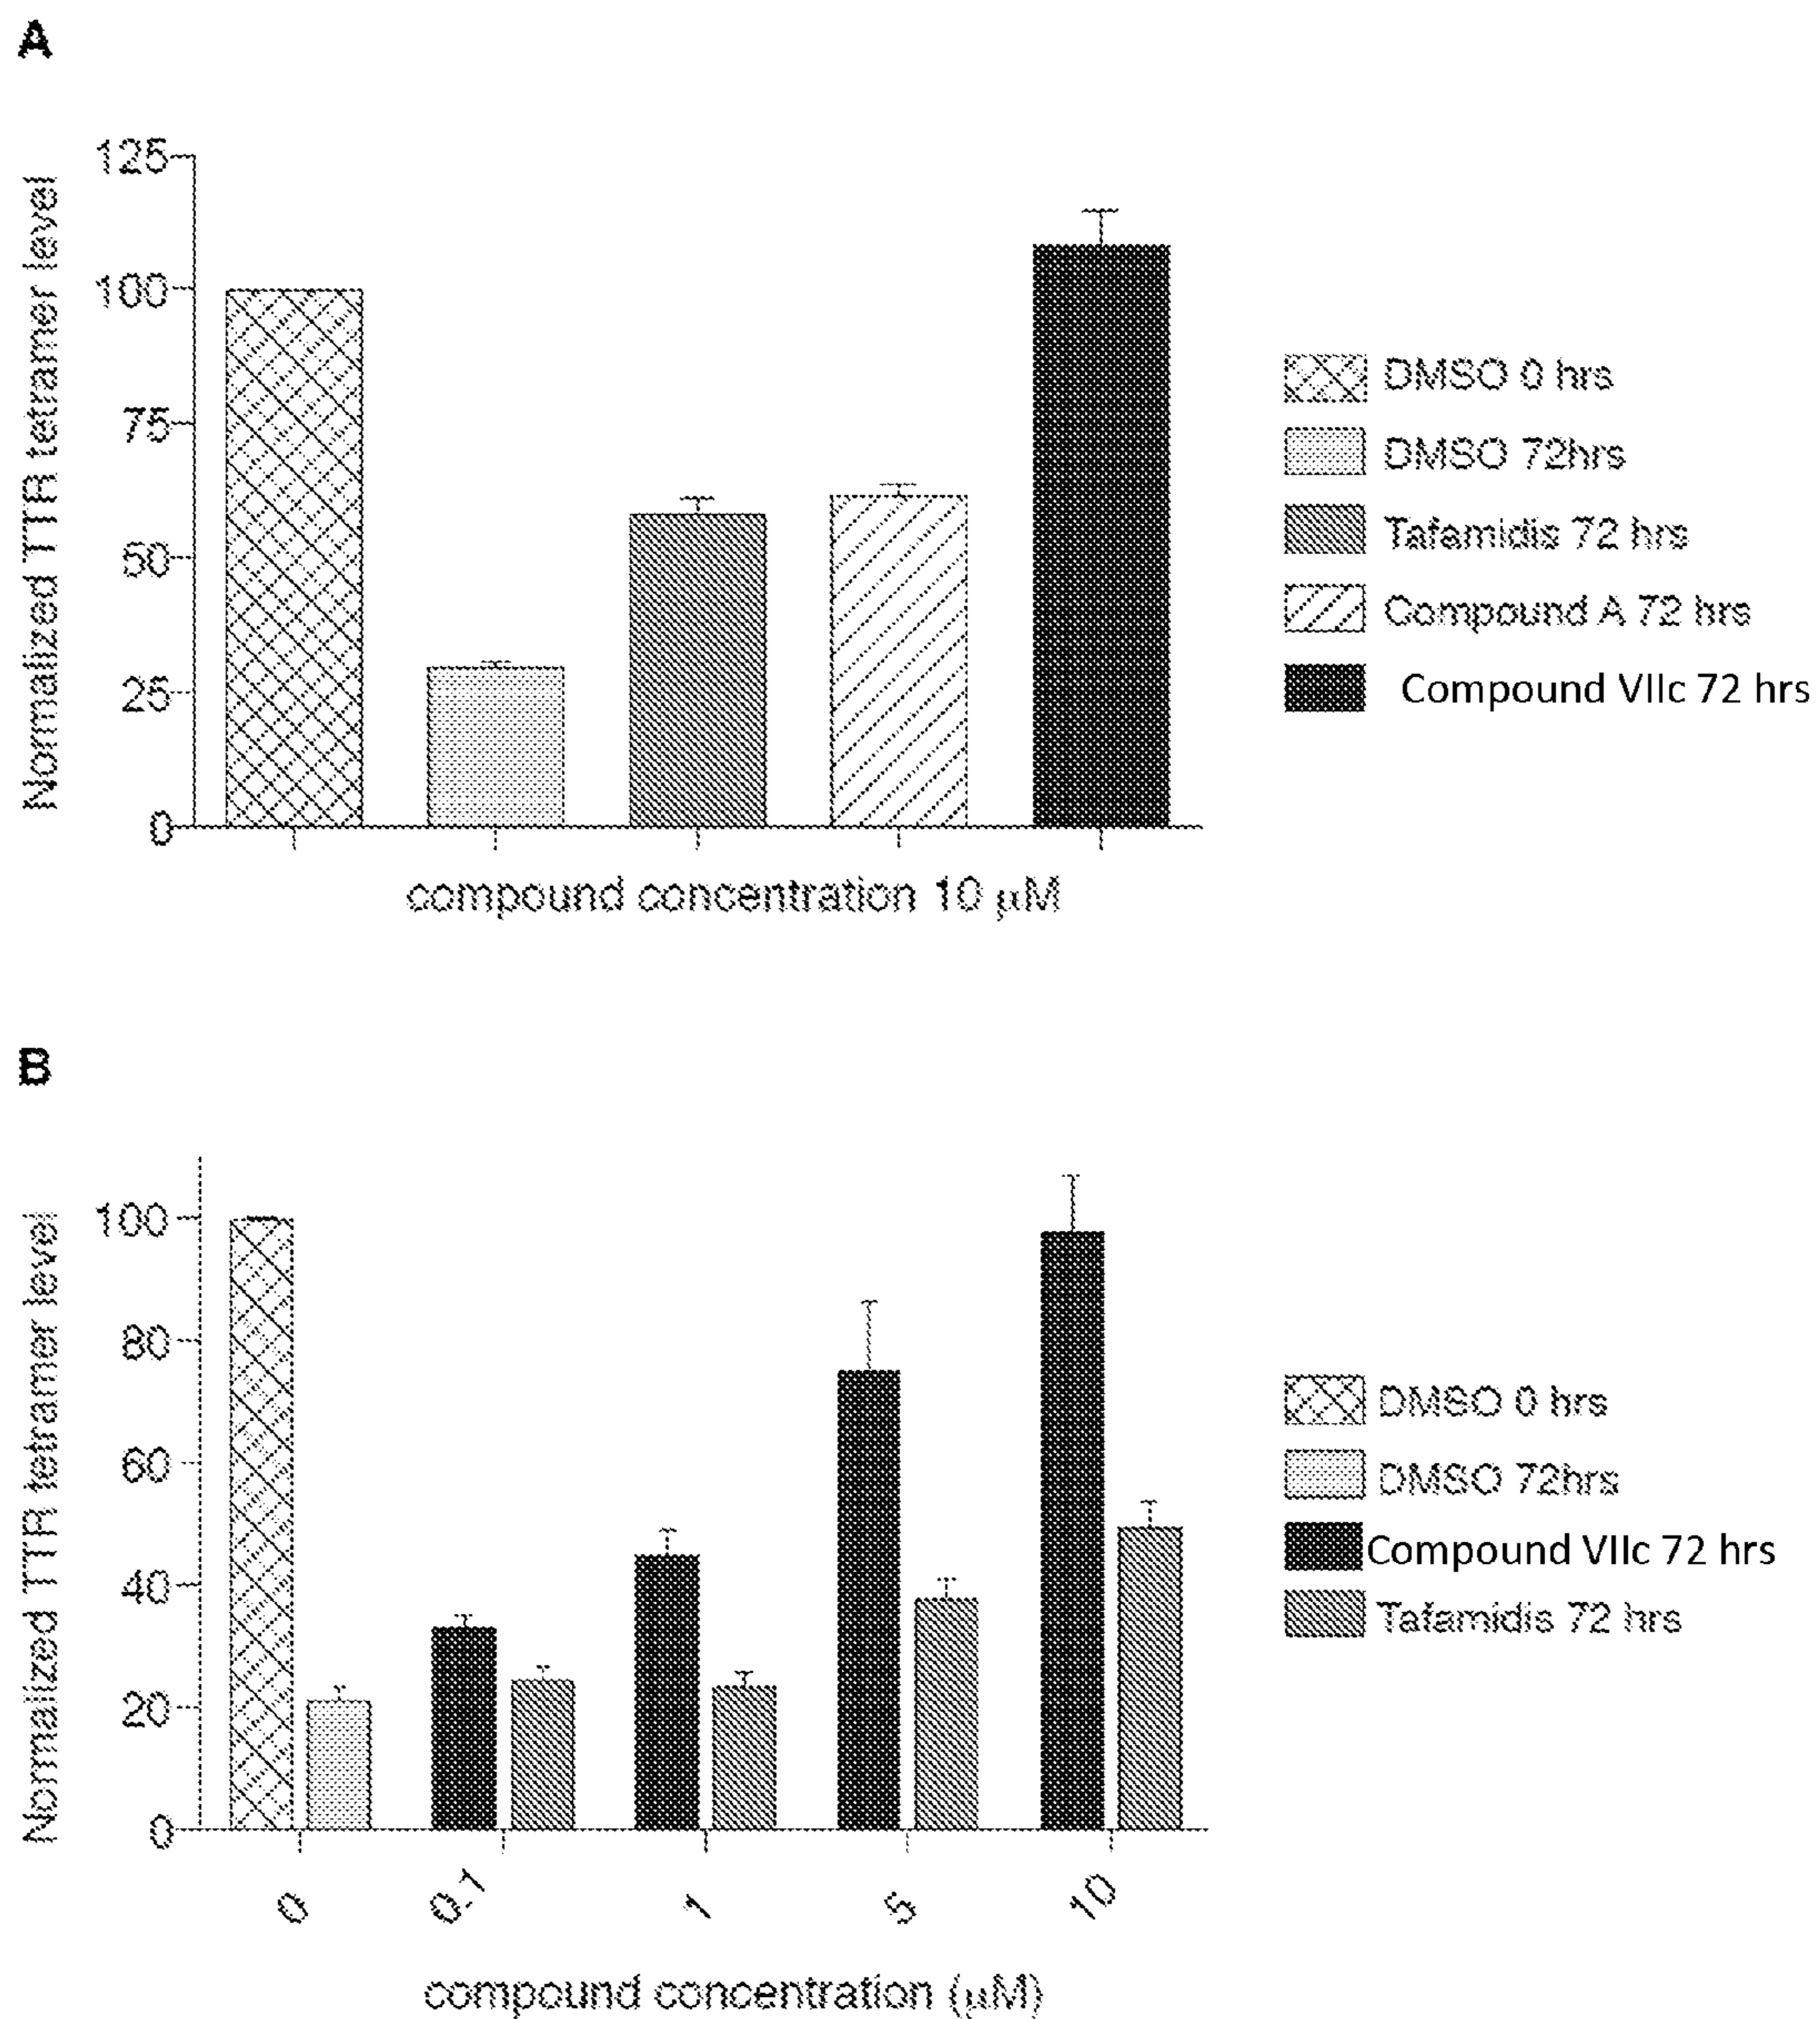 A
Normalized TTR tetramer level
125
100
75
50
25
0
compound concentration 10 μM
DMSO 0 hrs
DMSO 72hrs
Tafamidis 72 hrs
Compound A 72 hrs
Compound VIIc 72 hrs
B
Normalized TTR tetramer level
100
80
60
40
20
0
0
0.1
1
5
10
compound concentration (μM)
DMSO 0 hrs
DMSO 72hrs
Compound VIIc 72 hrs
Tafamidis 72 hrs